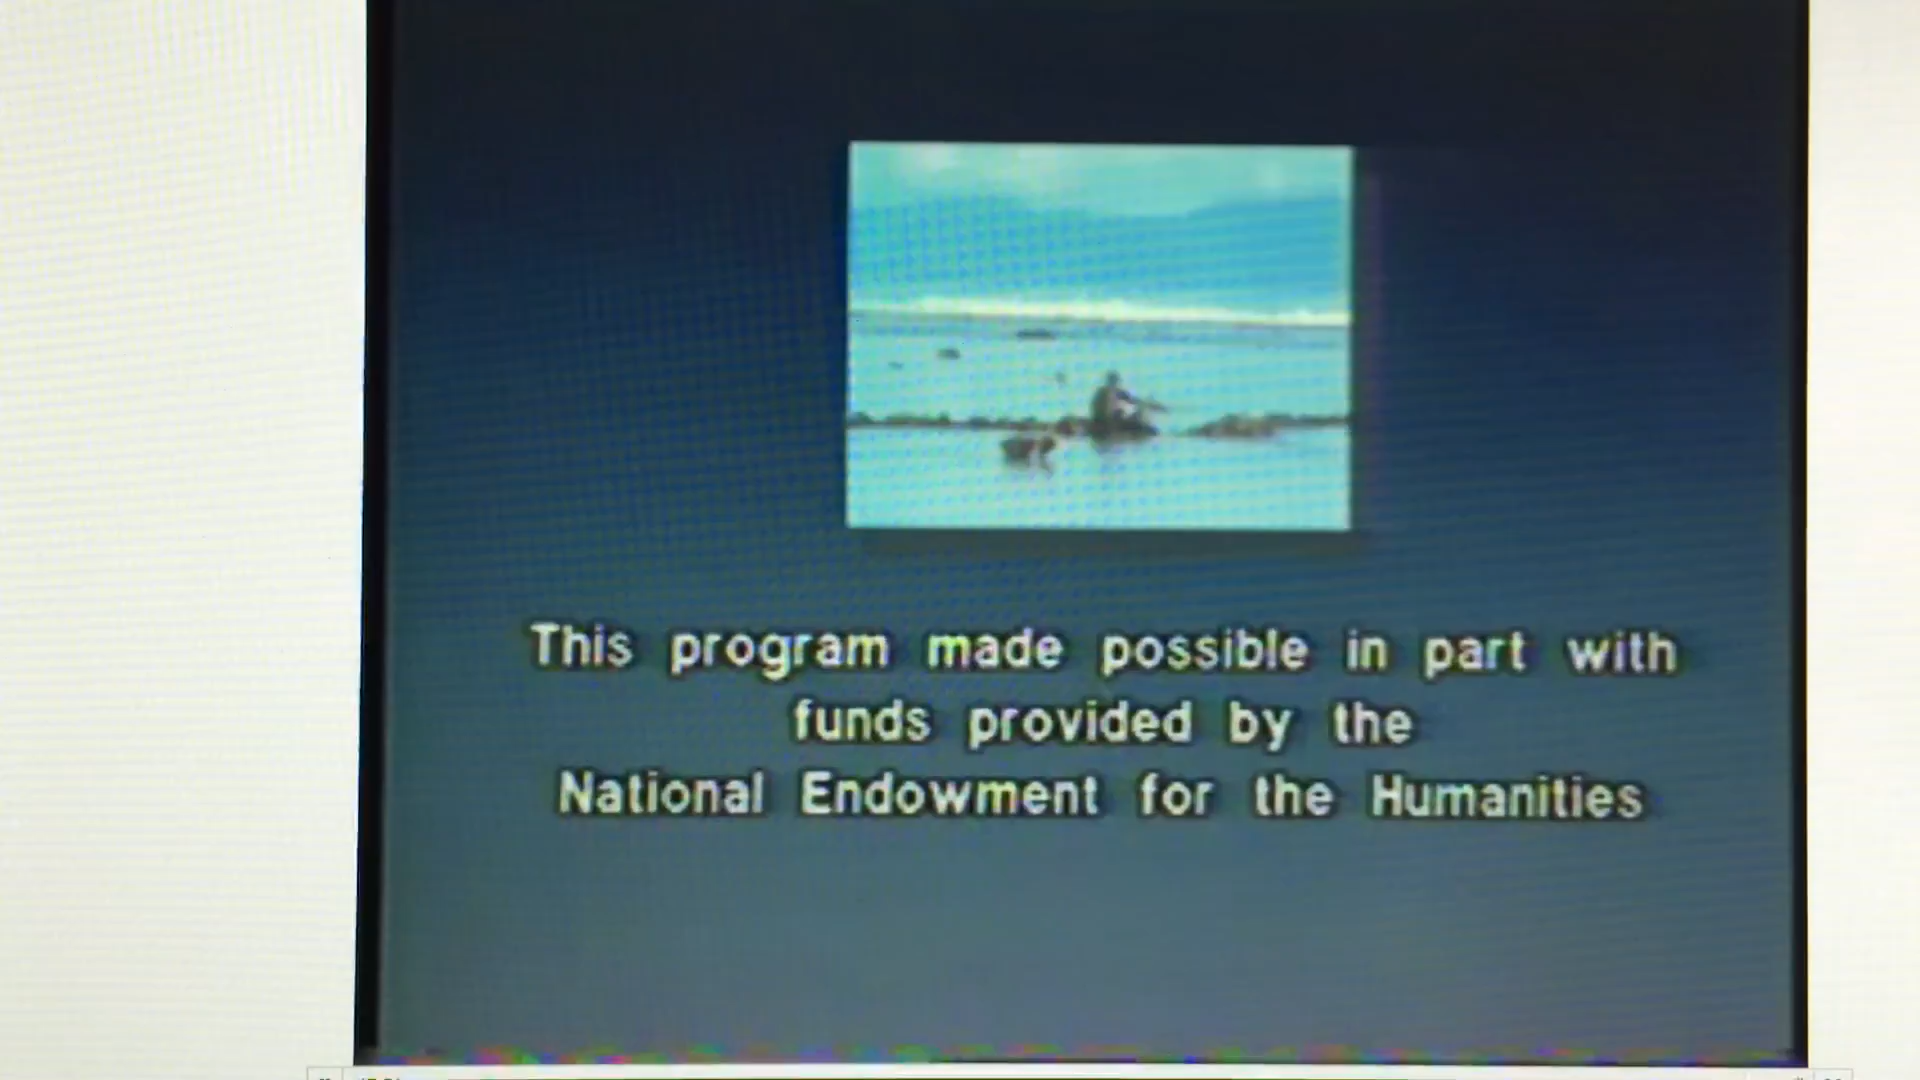 This program made possible in part with
funds provided by the
National Endowment for the Humanities